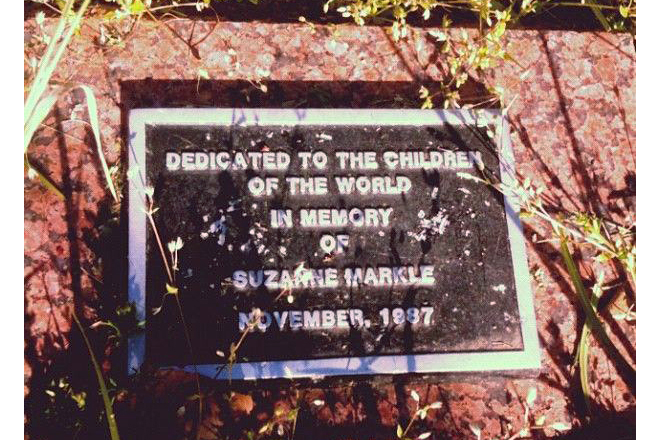 DEDICATED TO THE CHILDREN
OF THE WORLD
IN MEMORY
OF
SUZANNE MARKLE
NOVEMBER, 1987